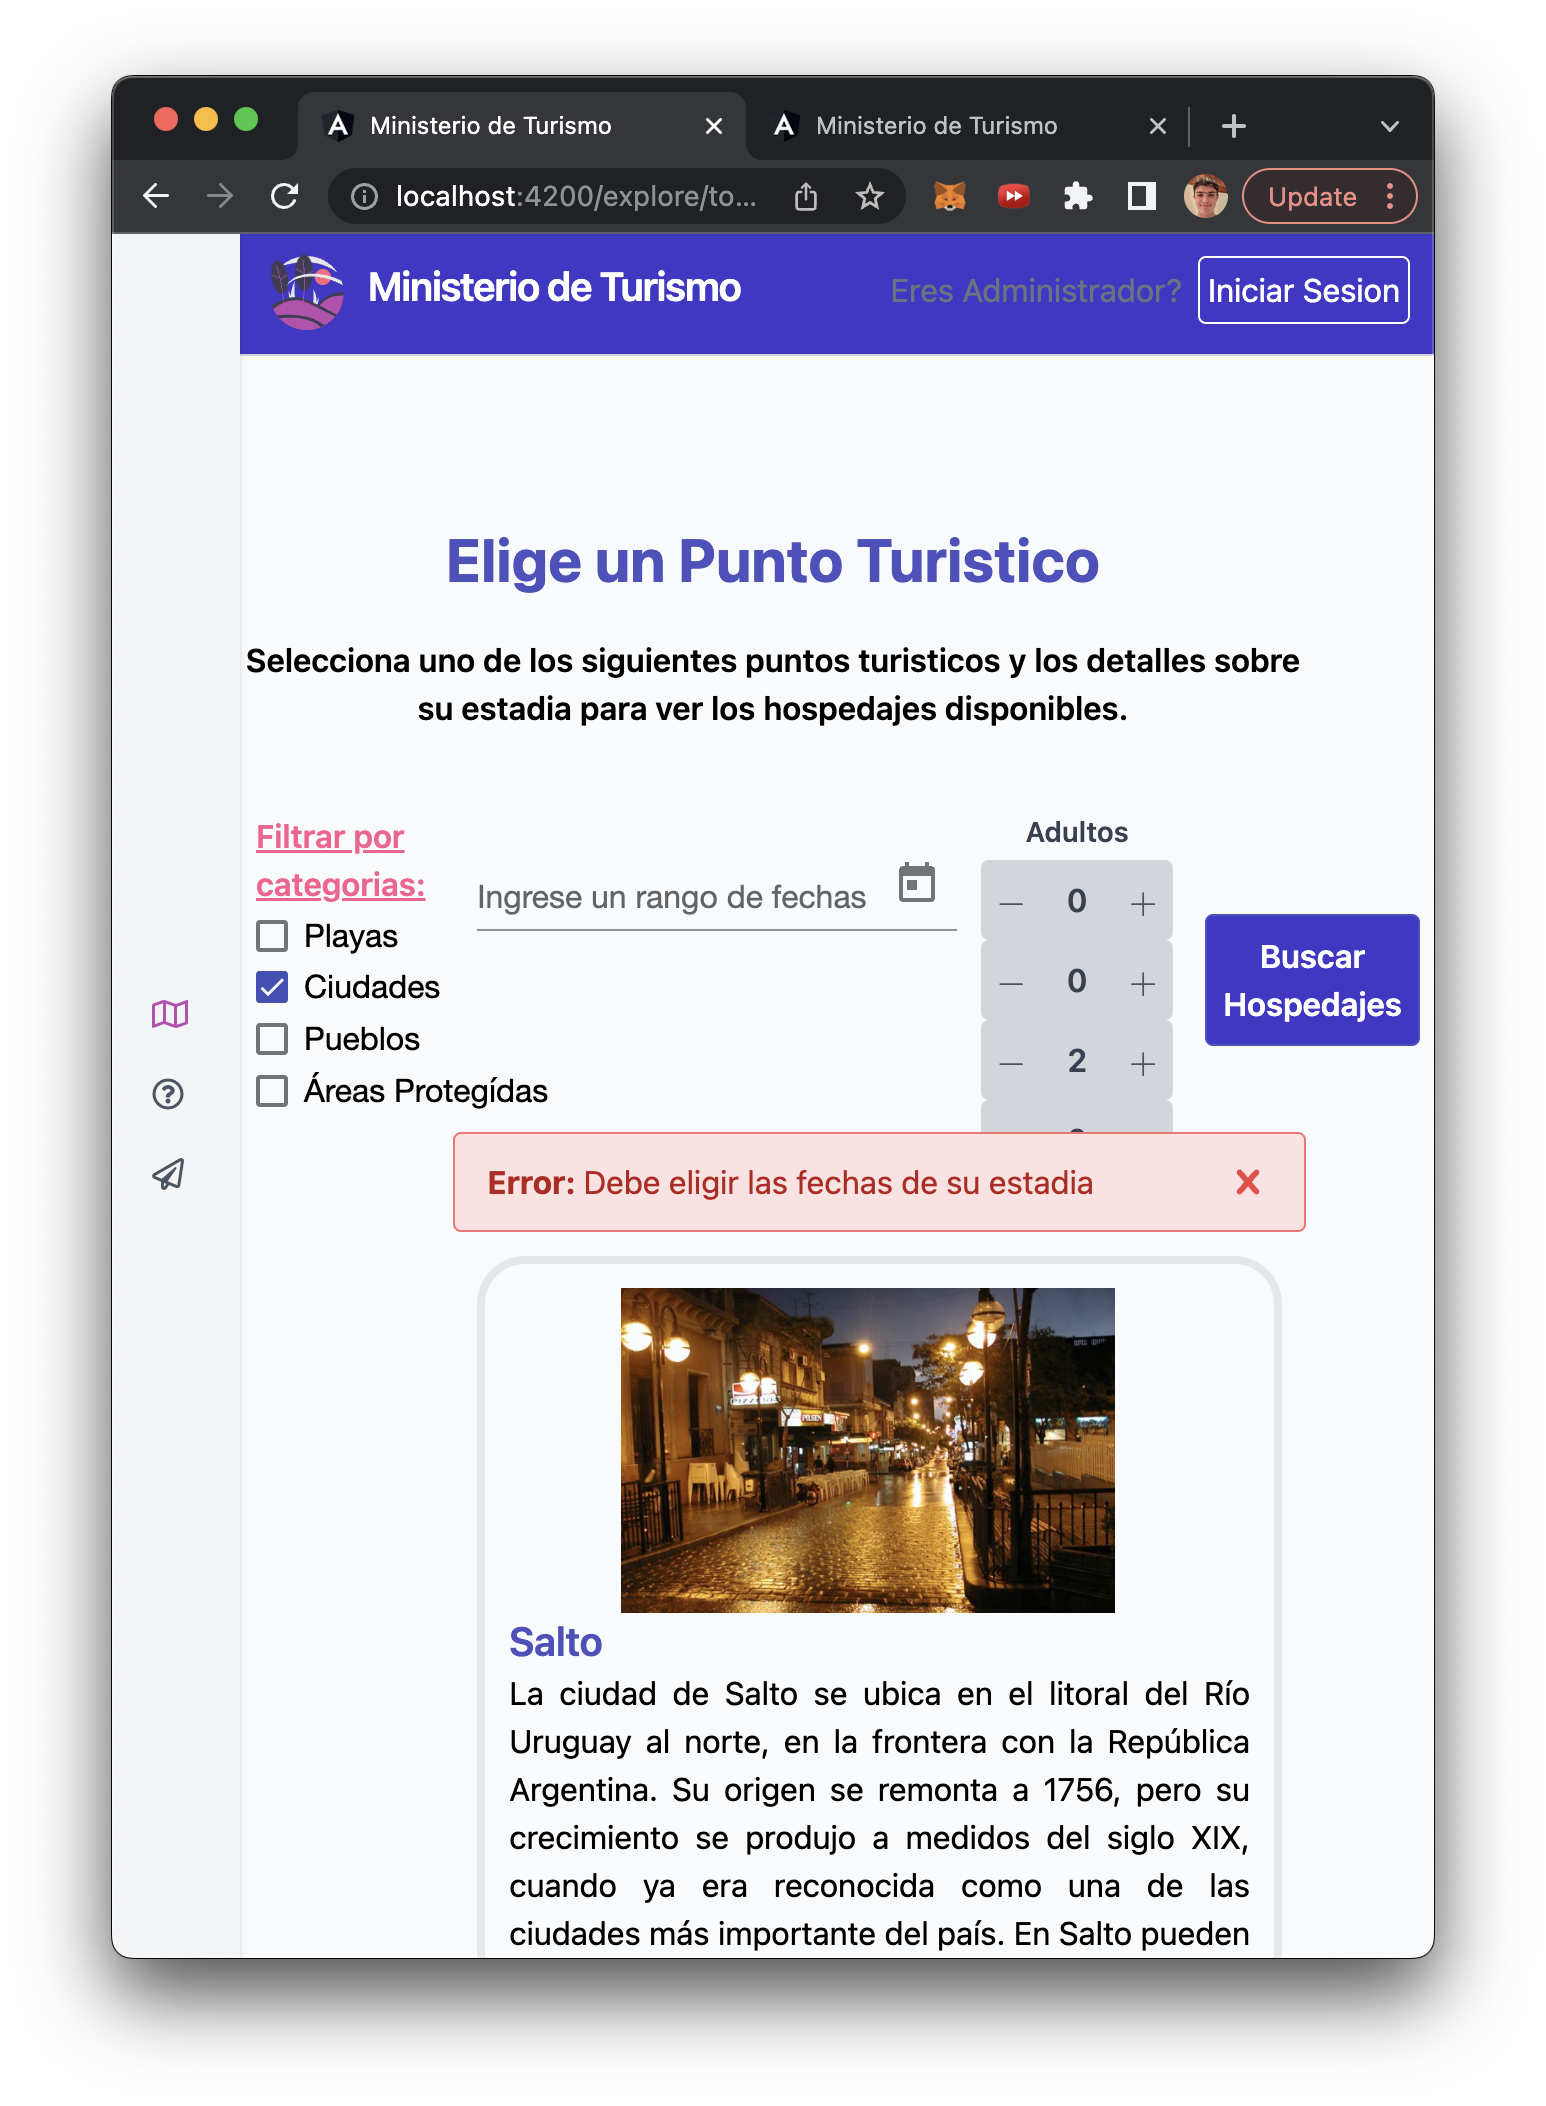 Ministerio de Turismo
Ministerio de Turismo
localhost:4200/explore/to...
Update
Ministerio de Turismo
Eres Administrador?
Iniciar Sesion
Elige un Punto Turistico
Selecciona uno de los siguientes puntos turisticos y los detalles sobre
su estadia para ver los hospedajes disponibles.
Filtrar por
categorias:
Playas
Ciudades
Pueblos
Áreas Protegídas
Ingrese un rango de fechas
Adultos
— 0 +
— 0 +
— 2 +
Buscar
Hospedajes
Error: Debe eligir las fechas de su estadia
PIZZERIA
PILSEN
Salto
La ciudad de Salto se ubica en el litoral del Río
Uruguay al norte, en la frontera con la República
Argentina. Su origen se remonta a 1756, pero su
crecimiento se produjo a medidos del siglo XIX,
cuando ya era reconocida como una de las
ciudades más importante del país. En Salto pueden